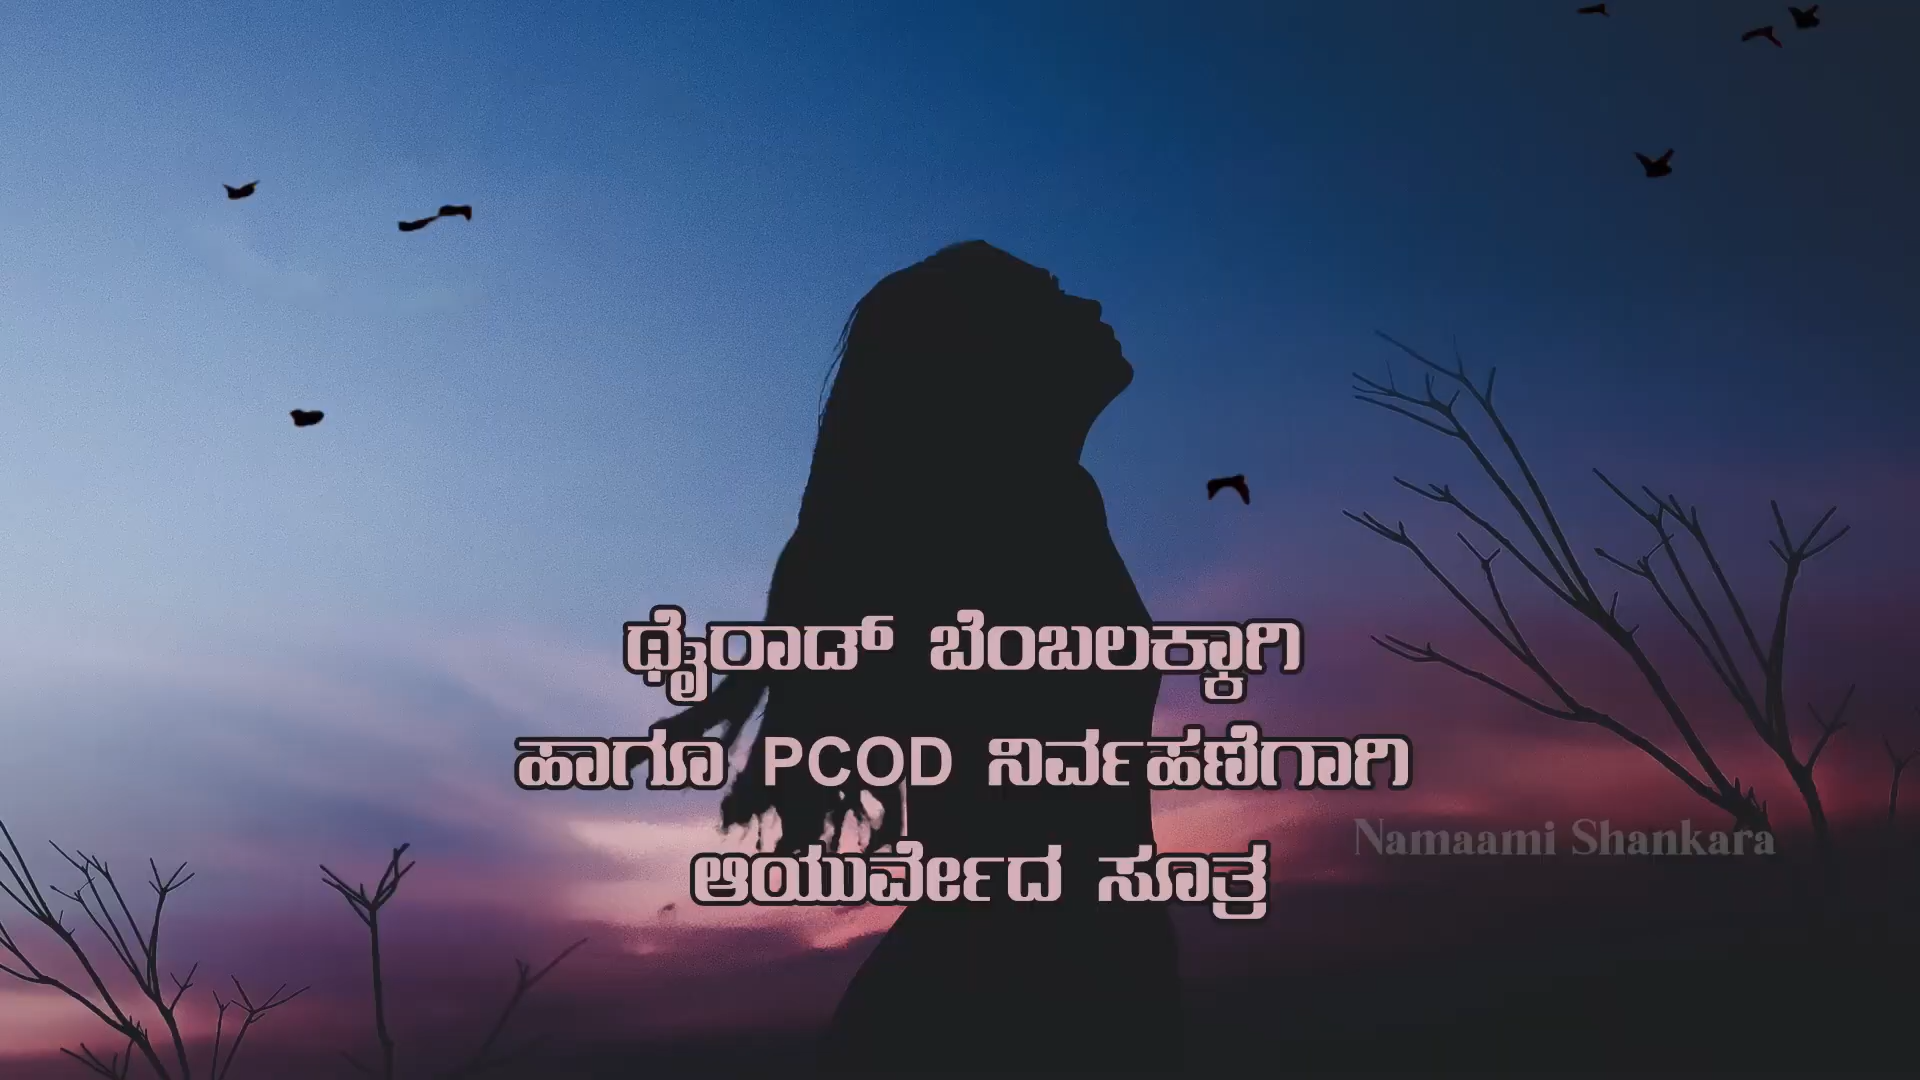 ಥೈರಾಡ್ ಬೆಂಬಲಕ್ಕಾಗಿ
ಹಾಗೂ PCOD ನಿರ್ವಹಣೆಗಾಗಿ
Namaami Shankara
ಆಯುರ್ವೇದ ಸೂತ್ರ